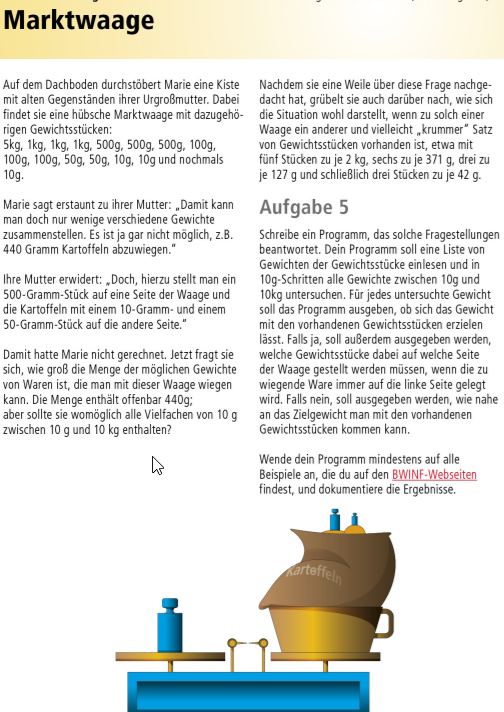 Marktwaage
Auf dem Dachboden durchstöbert Marie eine Kiste
mit alten Gegenständen ihrer Urgroßmutter. Dabei
findet sie eine hübsche Marktwaage mit dazugehö-
rigen Gewichtsstücken:
5kg, 1kg, 1kg, 1kg, 500g, 500g, 500g, 100g,
100g, 100g, 50g, 50g, 10g, 10g und nochmals
10g.
Marie sagt erstaunt zu ihrer Mutter: „Damit kann
man doch nur wenige verschiedene Gewichte
zusammenstellen. Es ist ja gar nicht möglich, z.B.
440 Gramm Kartoffeln abzuwiegen.“
Ihre Mutter erwidert: „Doch, hierzu stellt man ein
500-Gramm-Stück auf eine Seite der Waage und
die Kartoffeln mit einem 10-Gramm- und einem
50-Gramm-Stück auf die andere Seite.“
Damit hatte Marie nicht gerechnet. Jetzt fragt sie
sich, wie groß die Menge der möglichen Gewichte
von Waren ist, die man mit dieser Waage wiegen
kann. Die Menge enthält offenbar 440g;
aber sollte sie womöglich alle Vielfachen von 10 g
zwischen 10 g und 10 kg enthalten?
Nachdem sie eine Weile über diese Frage nachge-
dacht hat, grübelt sie auch darüber nach, wie sich
die Situation wohl darstellt, wenn zu solch einer
Waage ein anderer und vielleicht „krummer“ Satz
von Gewichtsstücken vorhanden ist, etwa mit
fünf Stücken zu je 2 kg, sechs zu je 371 g, drei zu
je 127 g und schließlich drei Stücken zu je 42 g.
Aufgabe 5
Schreibe ein Programm, das solche Fragestellungen
beantwortet. Dein Programm soll eine Liste von
Gewichten der Gewichtsstücke einlesen und in
10g-Schritten alle Gewichte zwischen 10g und
10kg untersuchen. Für jedes untersuchte Gewicht
soll das Programm ausgeben, ob sich das Gewicht
mit den vorhandenen Gewichtsstücken erzielen
lässt. Falls ja, soll außerdem ausgegeben werden,
welche Gewichtsstücke dabei auf welche Seite
der Waage gestellt werden müssen, wenn die zu
wiegende Ware immer auf die linke Seite gelegt
wird. Falls nein, soll ausgegeben werden, wie nahe
an das Zielgewicht man mit den vorhandenen
Gewichtsstücken kommen kann.
Wende dein Programm mindestens auf alle
Beispiele an, die du auf den BWINF-Webseiten
findest, und dokumentiere die Ergebnisse.
Kartoffeln